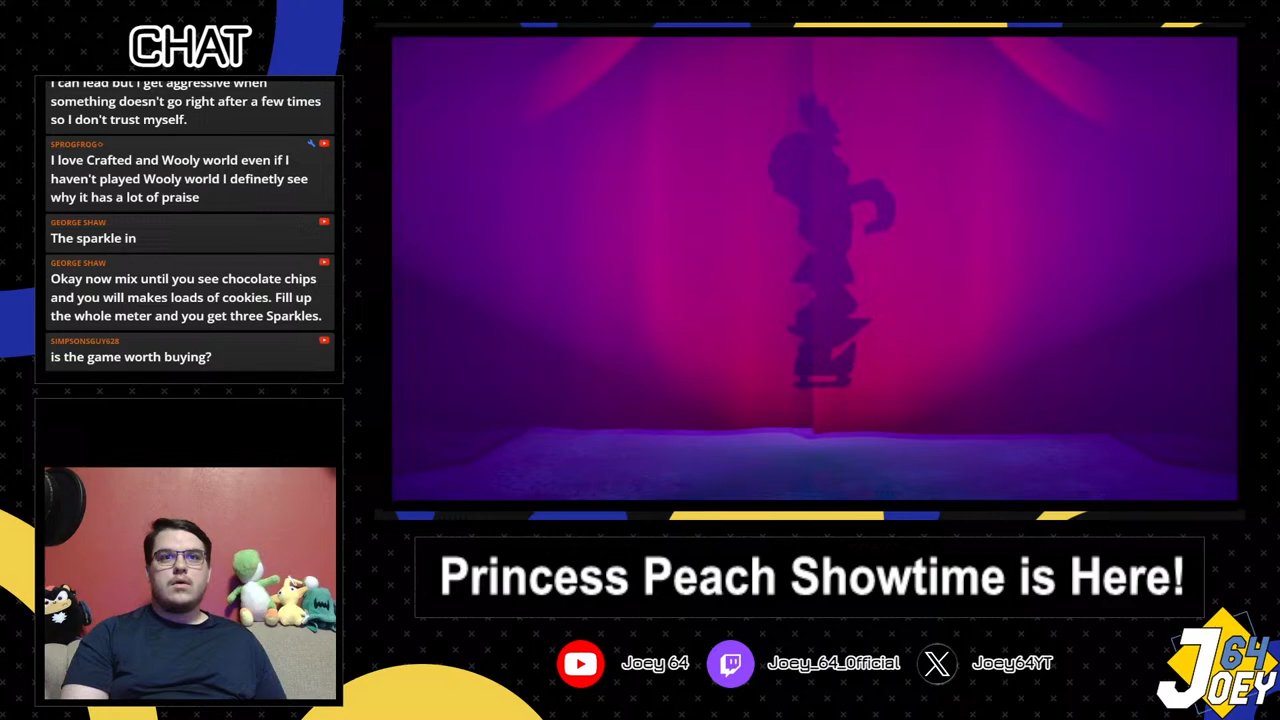 CHAT
I can lead but I get aggressive when
something doesn't go right after a few times
so I don't trust myself.
SPROGFROG
I love Crafted and Wooly world even if I
haven't played Wooly world I definetly see
why it has a lot of praise
GEORGE SHAW
The sparkle in
GEORGE SHAW
Okay now mix until you see chocolate chips
and you will makes loads of cookies. Fill up
the whole meter and you get three Sparkles.
SIMPSONSGUY628
is the game worth buying?
Princess Peach Showtime is Here!
Joey 64
Joey_64_Official
Joey64YT
64
JOEY